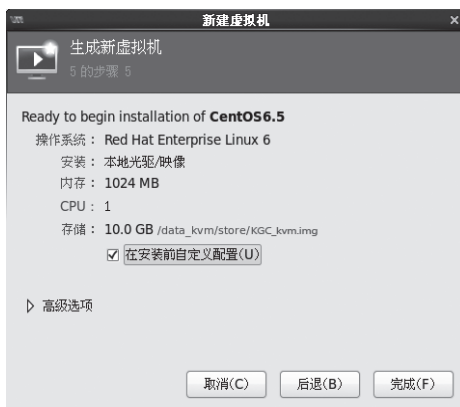 新建虚拟机
生成新虚拟机
5 的步骤 5
Ready to begin installation of CentOS6.5
操作系统： Red Hat Enterprise Linux 6
安装： 本地光驱/映像
内存： 1024 MB
CPU： 1
存储： 10.0 GB /data_kvm/store/KGC_kvm.img
在安装前自定义配置(U)
高级选项
取消(C) 后退(B) 完成(F)